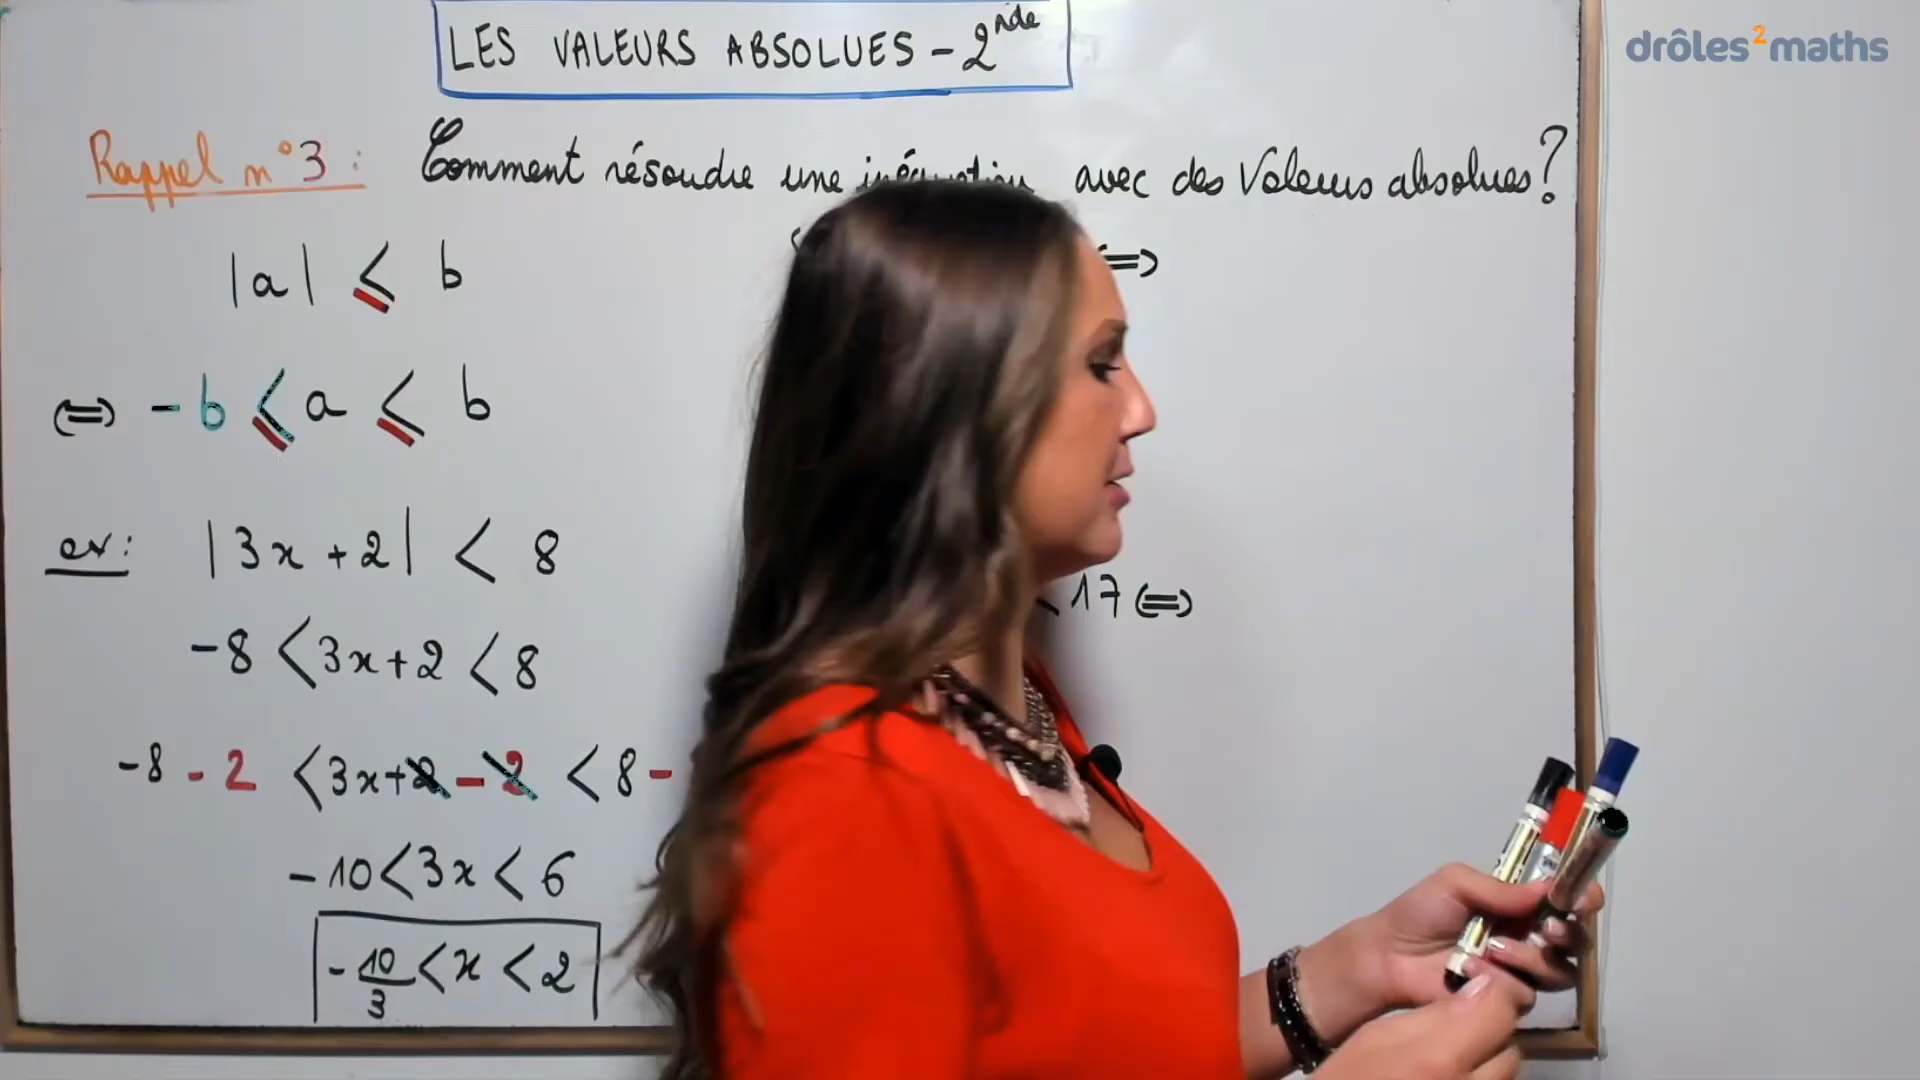 LES VALEURS ABSOLUES - 2nde
drôles2maths
Rappel n°3 : Comment résoudre une inéquation avec des Valeurs absolues ?
|a| ⩽ b
⟺
⟺ -b ⩽ a ⩽ b
ex: |3x + 2| < 8
17 ⟺
-8 < 3x + 2 < 8
-8 - 2 < 3x + 2 - 2 < 8 -
-10 < 3x < 6
-10/3 < x < 2